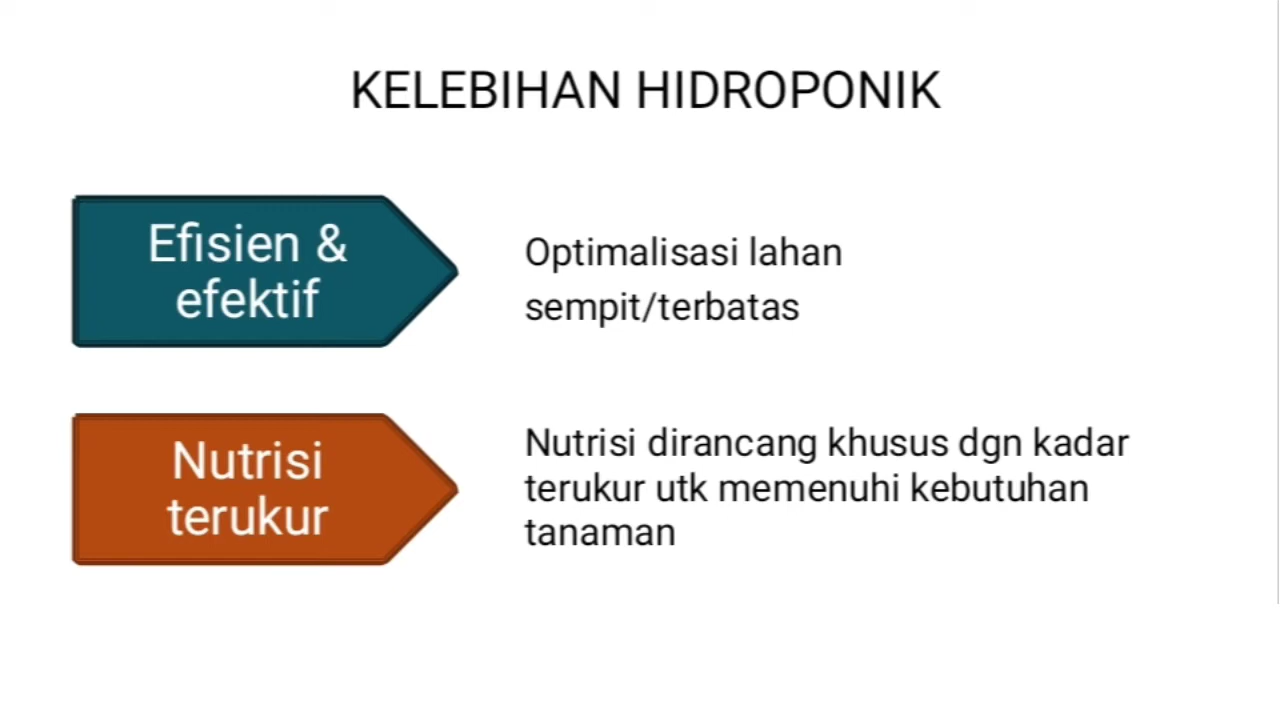 KELEBIHAN HIDROPONIK
Efisien &
efektif
Optimalisasi lahan
sempit/terbatas
Nutrisi
terukur
Nutrisi dirancang khusus dgn kadar
terukur utk memenuhi kebutuhan
tanaman